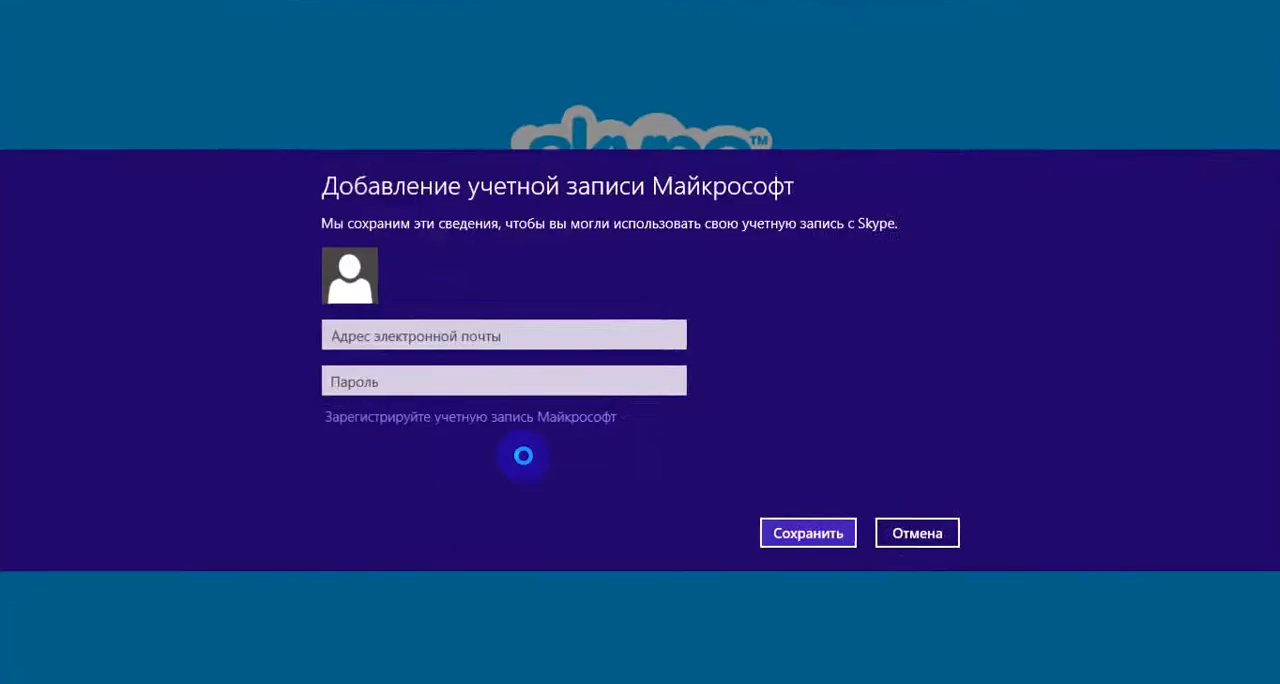 skype™
Добавление учетной записи Майкрософт
Мы сохраним эти сведения, чтобы вы могли использовать свою учетную запись с Skype.
Адрес электронной почты
Пароль
Зарегистрируйте учетную запись Майкрософт
Сохранить
Отмена